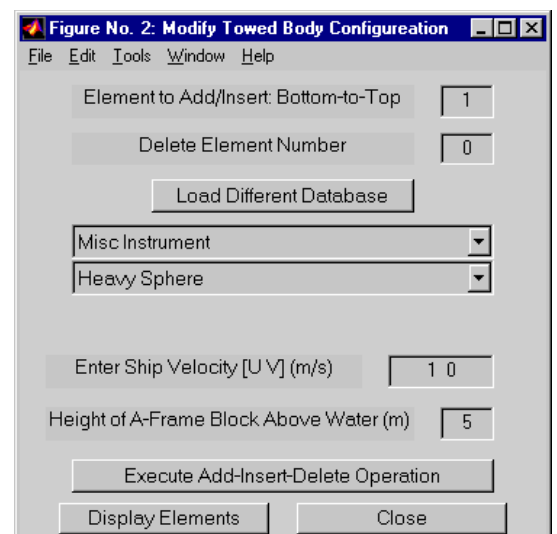 Figure No. 2: Modify Towed Body Configureation
File Edit Tools Window Help
Element to Add/Insert: Bottom-to-Top 1
Delete Element Number 0
Load Different Database
Misc Instrument
Heavy Sphere
Enter Ship Velocity [U V] (m/s) 1 0
Height of A-Frame Block Above Water (m) 5
Execute Add-Insert-Delete Operation
Display Elements Close